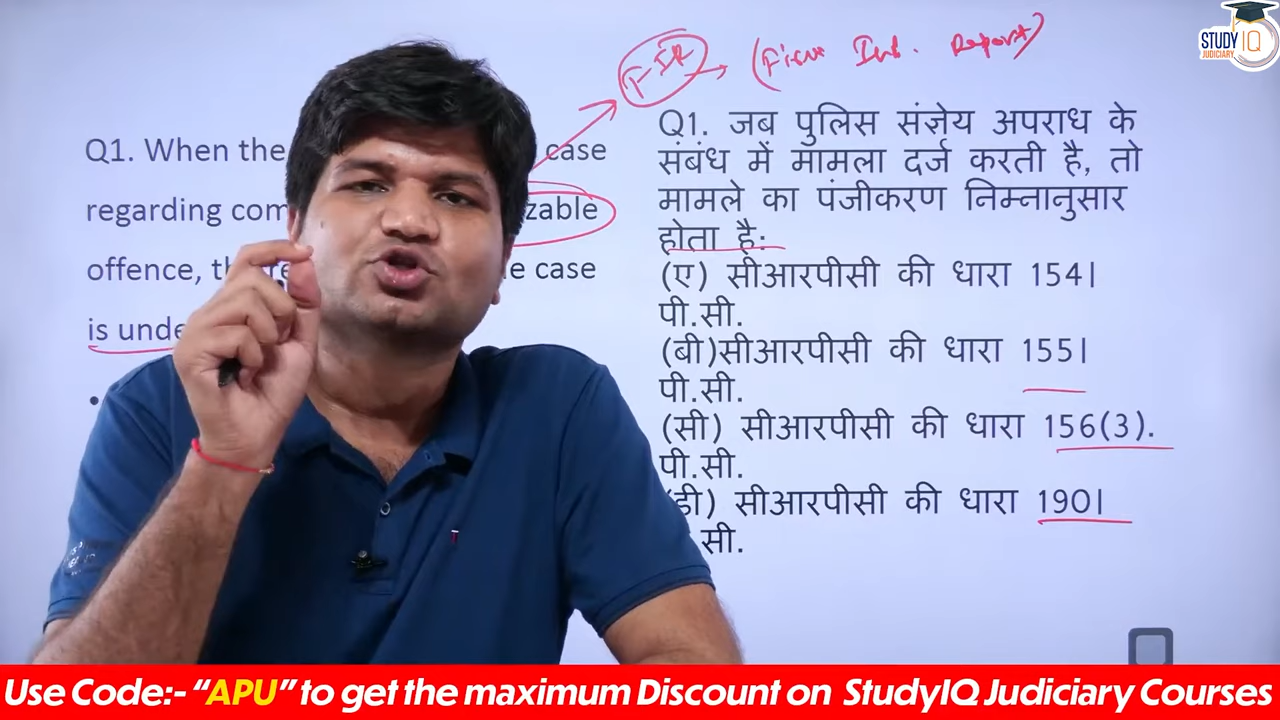 STUDY IQ
JUDICIARY
Q1. When the case
regarding com zable
offence, th case
is unde
Report)
Q1. जब पुलिस संज्ञेय अपराध के
संबंध में मामला दर्ज करती है, तो
मामले का पंजीकरण निम्नानुसार
होता है:
(ए) सीआरपीसी की धारा 154|
पी.सी.
(बी)सीआरपीसी की धारा 155|
पी.सी.
(सी) सीआरपीसी की धारा 156(3).
पी.सी.
(डी) सीआरपीसी की धारा 190|
सी.
Use Code:- “APU” to get the maximum Discount on StudyIQ Judiciary Courses